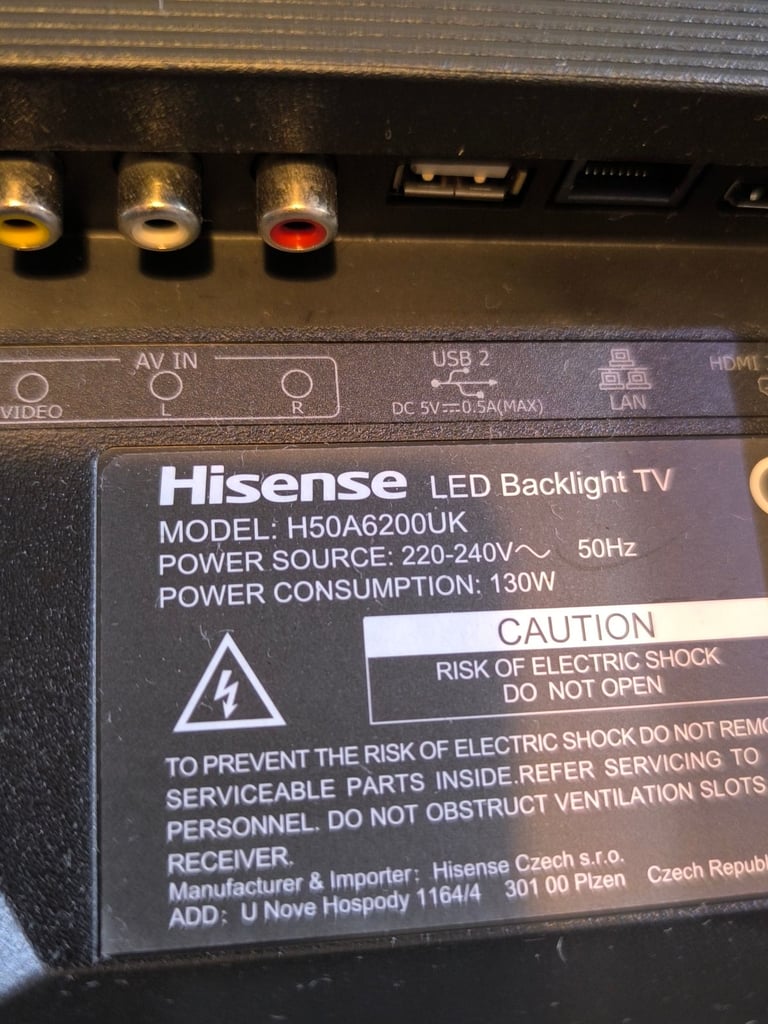 AV IN
VIDEO
L
R
USB 2
DC 5V⎓0.5A(MAX)
LAN
HDMI
Hisense LED Backlight TV
MODEL: H50A6200UK
POWER SOURCE: 220-240V～ 50Hz
POWER CONSUMPTION: 130W
CAUTION
RISK OF ELECTRIC SHOCK
DO NOT OPEN
TO PREVENT THE RISK OF ELECTRIC SHOCK DO NOT REMO
SERVICEABLE PARTS INSIDE.REFER SERVICING TO
PERSONNEL. DO NOT OBSTRUCT VENTILATION SLOTS
RECEIVER.
Manufacturer & Importer: Hisense Czech s.r.o.
ADD: U Nove Hospody 1164/4 301 00 Plzen Czech Republ